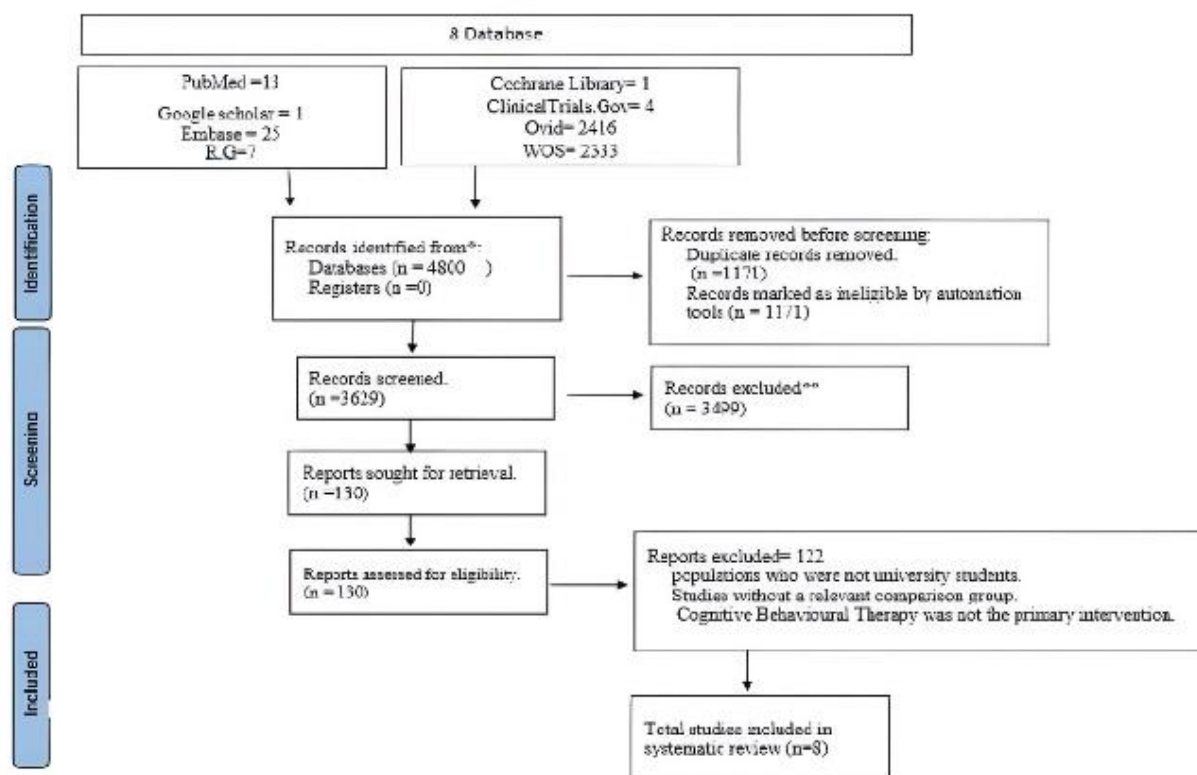 8 Database
PubMed =13
Google scholar = 1
Embase = 25
R.G=7
Cochrane Library= 1
ClinicalTrials.Gov= 4
Ovid= 2416
WOS= 2333
Identification
Records identified from*:
Databases (n = 4800 )
Registers (n =0)
Records removed before screening:
Duplicate records removed.
(n =1171)
Records marked as ineligible by automation
tools (n = 1171)
Screening
Records screened.
(n =3629)
Records excluded**
(n = 3499)
Reports sought for retrieval.
(n =130)
Reports assessed for eligibility.
(n = 130)
Reports excluded= 122
populations who were not university students.
Studies without a relevant comparison group.
Cognitive Behavioural Therapy was not the primary intervention.
Included
Total studies included in
systematic review (n=8)